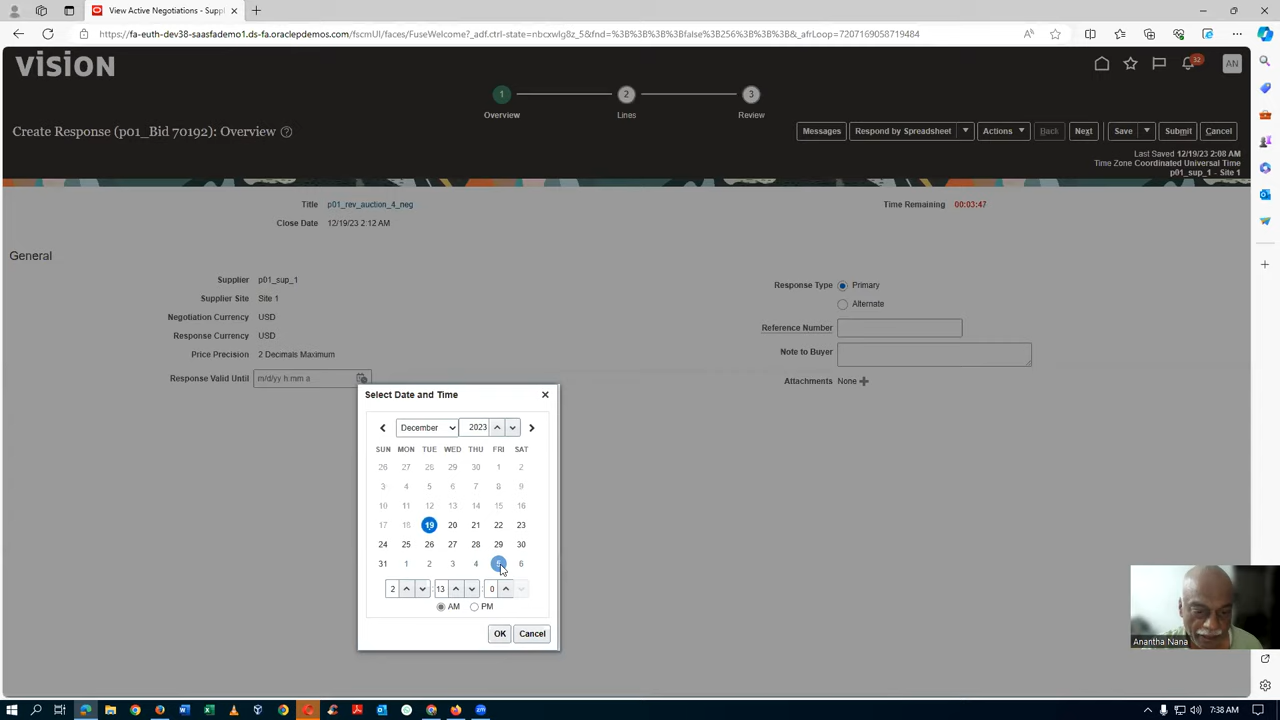 View Active Negotiations - Suppl
https://fa-euth-dev38-saasfademo1.ds-fa.oraclepdemos.com/fscmUI/faces/FuseWelcome?_adf.ctrl-state=nbcxwlg8z_5&fnd=%3B%3B%3B%3Bfalse%3B256%3B%3B%3B&_afrLoop=72071690587194​84
VISION
32
AN
1
2
3
Overview
Lines
Review
Create Response (p01_Bid 70192): Overview ?
Messages
Respond by Spreadsheet
Actions
Back
Next
Save
Submit
Cancel
Last Saved 12/19/23 2:08 AM
Time Zone Coordinated Universal Time
p01_sup_1 - Site 1
Title p01_rev_auction_4_neg
Time Remaining 00:03:47
Close Date 12/19/23 2:12 AM
General
Supplier p01_sup_1
Response Type Primary
Supplier Site Site 1
Alternate
Negotiation Currency USD
Reference Number
Response Currency USD
Price Precision 2 Decimals Maximum
Note to Buyer
Response Valid Until m/d/yy h:mm a
Attachments None
Select Date and Time
December 2023
SUN MON TUE WED THU FRI SAT
26 27 28 29 30 1 2
3 4 5 6 7 8 9
10 11 12 13 14 15 16
17 18 19 20 21 22 23
24 25 26 27 28 29 30
31 1 2 3 4 5 6
2 : 13 : 0
AM PM
OK Cancel
Anantha Nana
7:38 AM